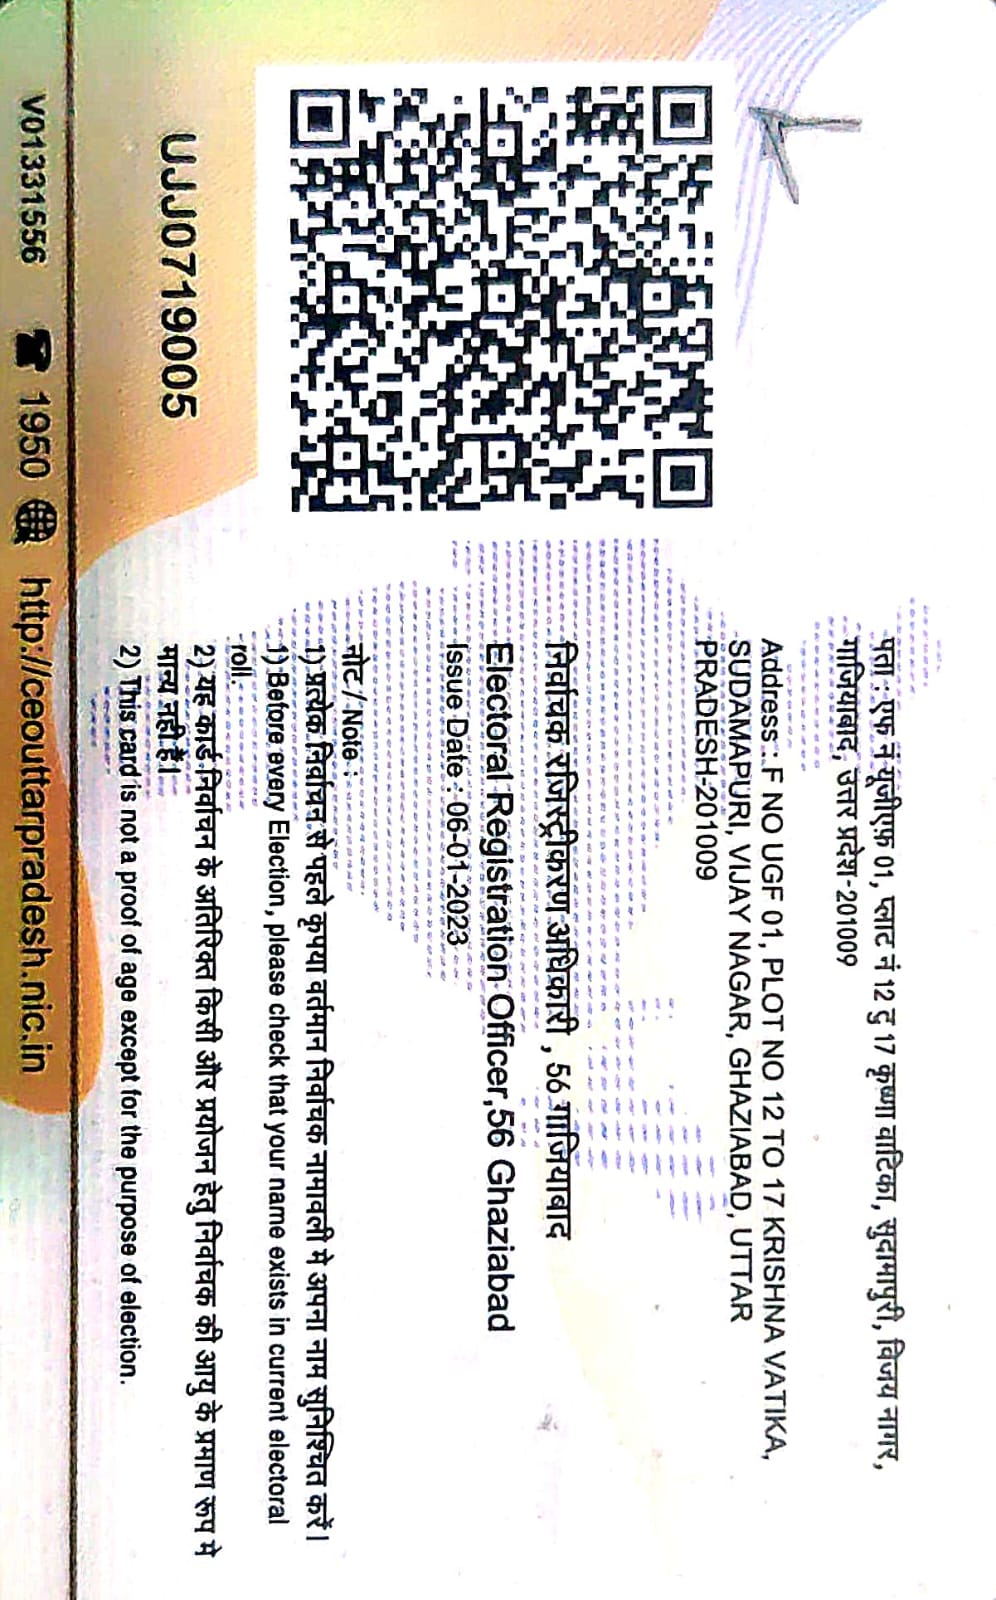 पता : एफ नं यूजीएफ 01, प्लाट नं 12 टु 17 कृष्णा वाटिका, सुदामापुरी, विजय नागर,
गाजियाबाद, उत्तर प्रदेश-201009
Address : F NO UGF 01, PLOT NO 12 TO 17 KRISHNA VATIKA,
SUDAMAPURI, VIJAY NAGAR, GHAZIABAD, UTTAR
PRADESH-201009
निर्वाचक रजिस्ट्रीकरण अधिकारी , 56 गाजियाबाद
Electoral Registration Officer,56 Ghaziabad
Issue Date : 06-01-2023
नोट / Note :
1) प्रत्येक निर्वाचन से पहले कृपया वर्तमान निर्वाचक नामावली मे अपना नाम सुनिश्चित करें।
1) Before every Election, please check that your name exists in current electoral
roll.
2) यह कार्ड निर्वाचन के अतिरिक्त किसी और प्रयोजन हेतु निर्वाचक की आयु के प्रमाण रूप मे
मान्य नही है।
2) This card is not a proof of age except for the purpose of election.
UJJ0719005
V01331556 1950 http://ceouttarpradesh.nic.in